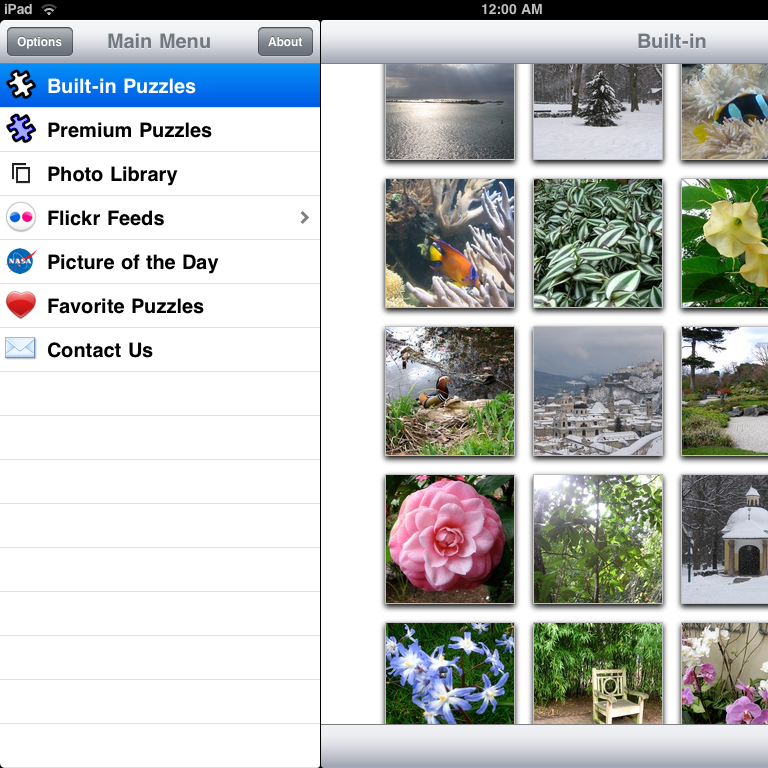 iPad
12:00 AM
Options
Main Menu
About
Built-in
Built-in Puzzles
Premium Puzzles
Photo Library
Flickr Feeds
NASA
Picture of the Day
Favorite Puzzles
Contact Us